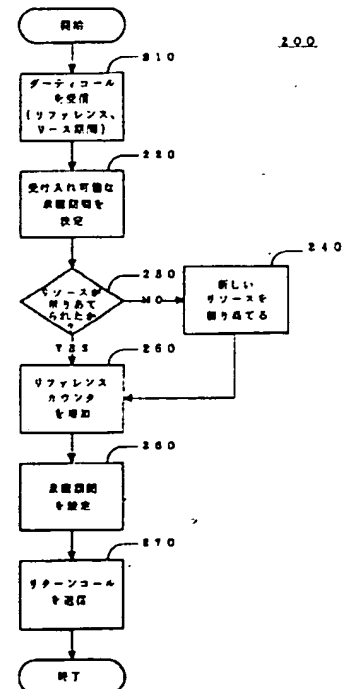 開始
200
210
ダーティコール
を受信
(リファレンス、
リース期間)
220
受け入れ可能な
求期間を
設定
230
リソースが
割りあて
られたか
?
NO
240
新しい
リソースを
割り当てる
YES
250
リファレンス
カウンタ
を増加
260
期間
を設定
270
リターンコール
を返信
終了